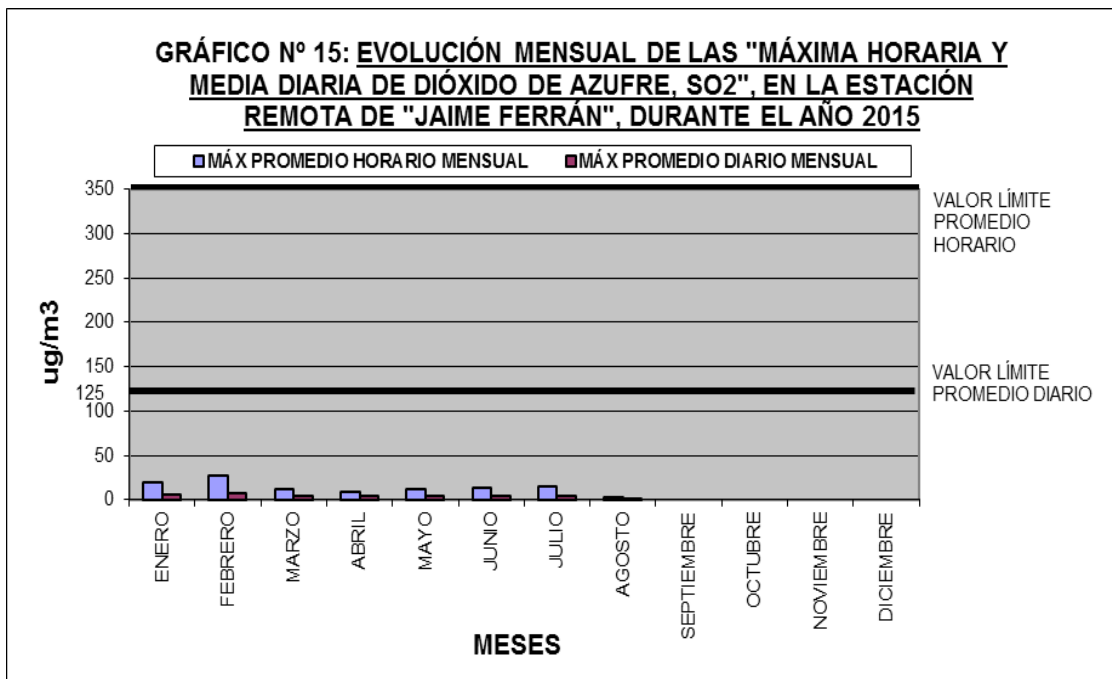 GRÁFICO Nº 15: EVOLUCIÓN MENSUAL DE LAS "MÁXIMA HORARIA Y
MEDIA DIARIA DE DIÓXIDO DE AZUFRE, SO2", EN LA ESTACIÓN
REMOTA DE "JAIME FERRÁN", DURANTE EL AÑO 2015
MÁX PROMEDIO HORARIO MENSUAL
MÁX PROMEDIO DIARIO MENSUAL
350
300
250
200
150
125
100
50
0
ug/m3
VALOR LÍMITE
PROMEDIO
HORARIO
VALOR LÍMITE
PROMEDIO DIARIO
ENERO
FEBRERO
MARZO
ABRIL
MAYO
JUNIO
JULIO
AGOSTO
SEPTIEMBRE
OCTUBRE
NOVIEMBRE
DICIEMBRE
MESES